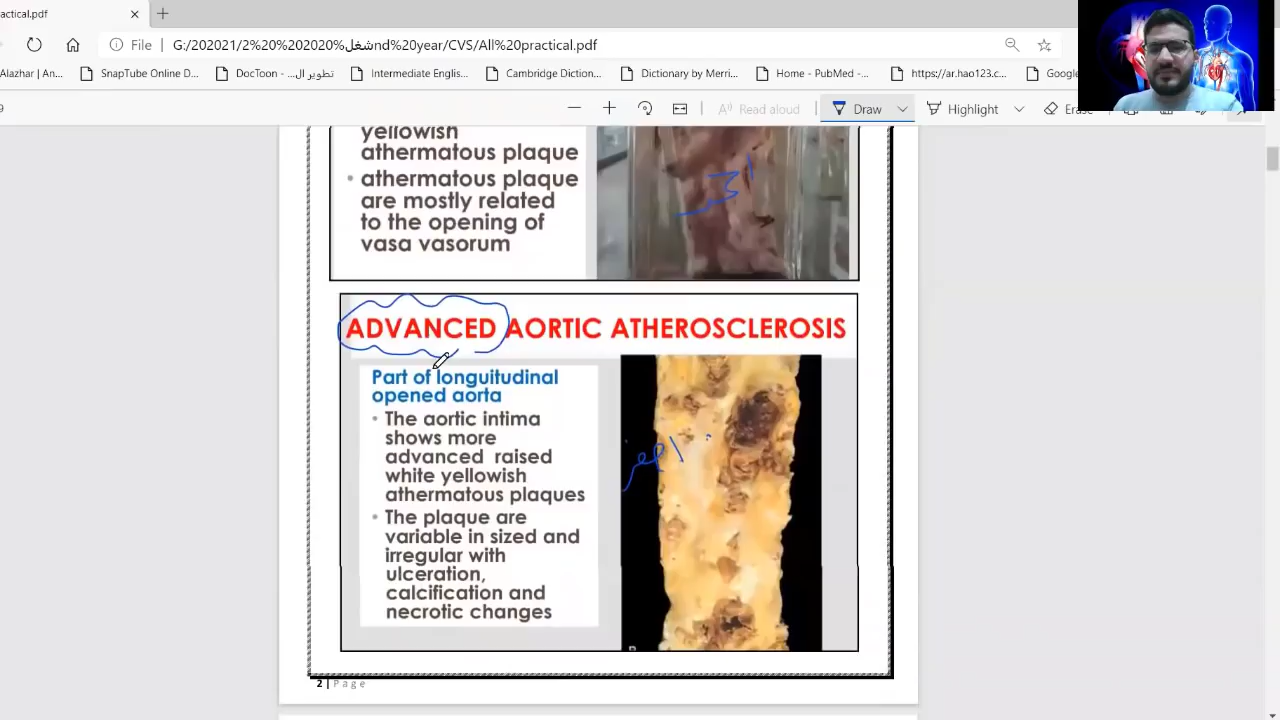 actical.pdf
File G:/202021/2%20%202020%شغلnd%20year/CVS/All%20practical.pdf
Alazhar | An... SnapTube Online D... DocToon - تطوير ال... Intermediate Englis... Cambridge Diction... Dictionary by Merri... Home - PubMed -... https://ar.hao123.c...
9 Read aloud Draw Highlight
yellowish
athermatous plaque
• athermatous plaque
are mostly related
to the opening of
vasa vasorum
ADVANCED AORTIC ATHEROSCLEROSIS
Part of longuitudinal
opened aorta
• The aortic intima
shows more
advanced raised
white yellowish
athermatous plaques
• The plaque are
variable in sized and
irregular with
ulceration,
calcification and
necrotic changes
2 | Page